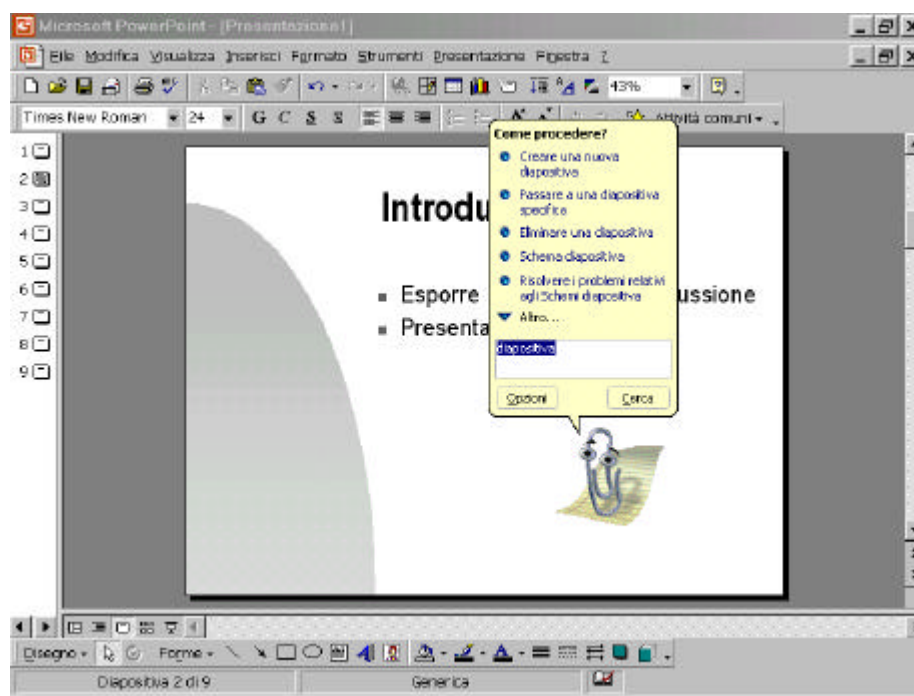 Microsoft PowerPoint - [Presentazione1]
File Modifica Visualizza Inserisci Formato Strumenti Presentazione Finestra ?
43%
Times New Roman 24 G C S S Attività comuni
Come procedere?
Creare una nuova
diapositiva
Passare a una diapositiva
specifica
Eliminare una diapositiva
Schema diapositiva
Risolvere i problemi relativi
agli Schemi diapositiva
Altro...
diapositiva
Opzioni Cerca
1
2
3
4
5
6
7
8
9
Introdu
Esporre ussione
Presenta
Disegno Forme
Diapositiva 2 di 9 Generica